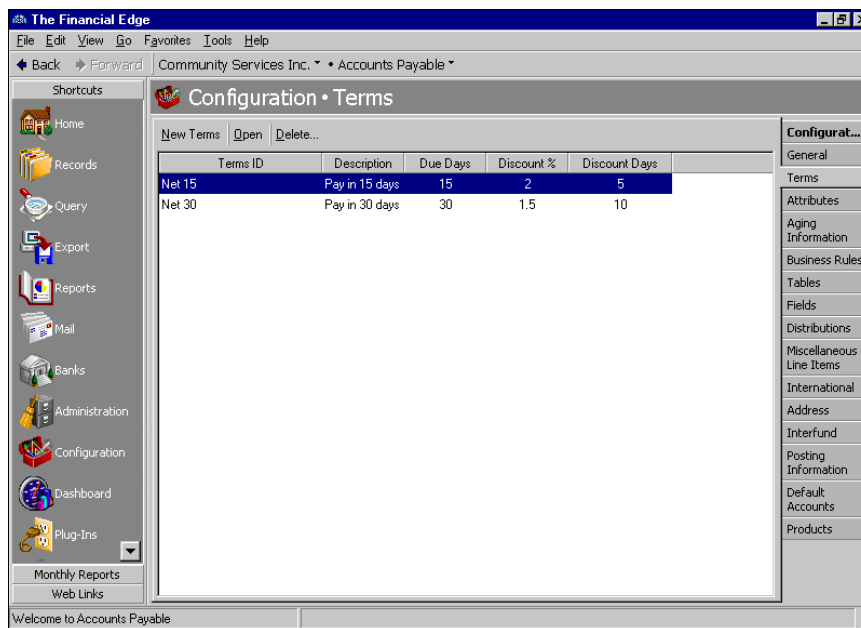 The Financial Edge
File Edit View Go Favorites Tools Help
Back Forward Community Services Inc. • Accounts Payable
Shortcuts
Home
Records
Query
Export
Reports
Mail
Banks
Administration
Configuration
Dashboard
Plug-Ins
Monthly Reports
Web Links
Configuration • Terms
New Terms Open Delete...
Terms ID Description Due Days Discount % Discount Days
Net 15 Pay in 15 days 15 2 5
Net 30 Pay in 30 days 30 1.5 10
Configurat...
General
Terms
Attributes
Aging
Information
Business Rules
Tables
Fields
Distributions
Miscellaneous
Line Items
International
Address
Interfund
Posting
Information
Default
Accounts
Products
Welcome to Accounts Payable